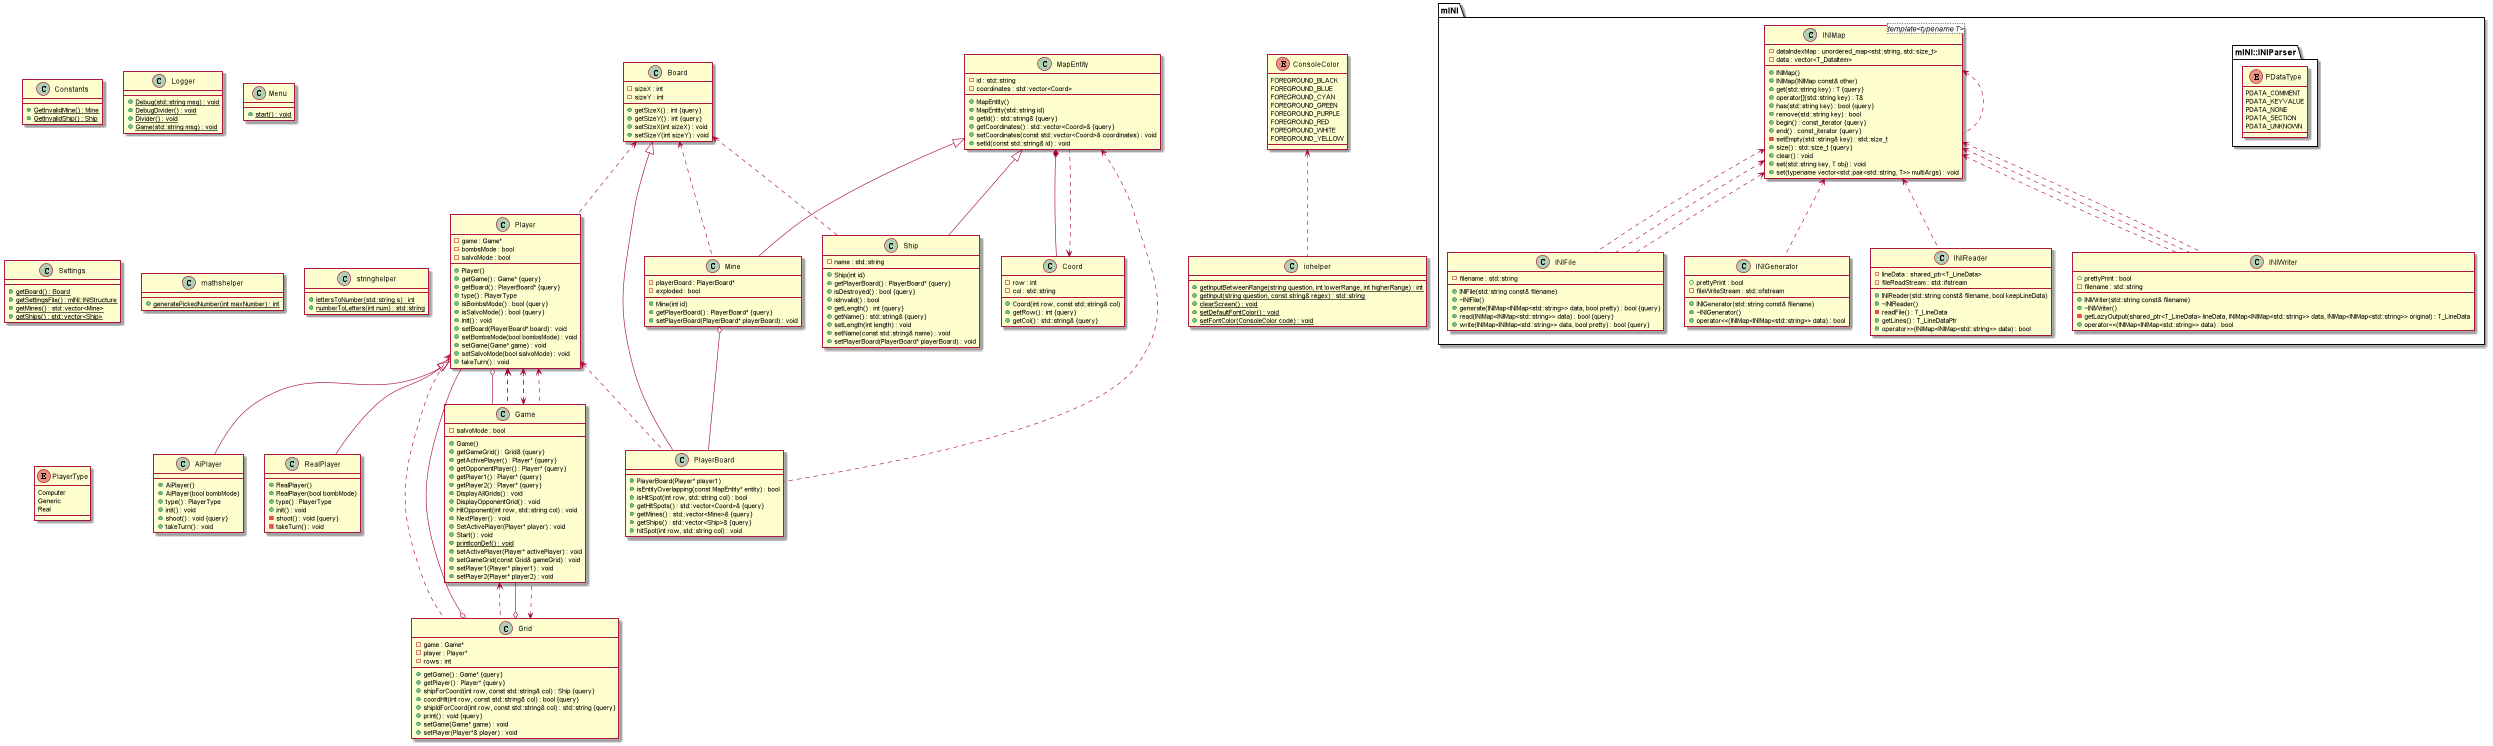 mINI
C INIMap
template<typename T>
dataIndexMap : unordered_map<std::string, std::size_t>
data : vector<T_DataItem>
INIMap()
INIMap(INIMap const& other)
get(std::string key) : T {query}
operator[](std::string key) : T&
has(std::string key) : bool {query}
remove(std::string key) : bool
begin() : const_iterator {query}
end() : const_iterator {query}
setEmpty(std::string& key) : std::size_t
size() : std::size_t {query}
clear() : void
set(std::string key, T obj) : void
set(typename vector<std::pair<std::string, T>> multiArgs) : void
mINI::INIParser
E PDataType
PDATA_COMMENT
PDATA_KEYVALUE
PDATA_NONE
PDATA_SECTION
PDATA_UNKNOWN
C Constants
GetInvalidMine() : Mine
GetInvalidShip() : Ship
C Logger
Debug(std::string msg) : void
DebugDivider() : void
Divider() : void
Game(std::string msg) : void
C Menu
start() : void
C Board
sizeX : int
sizeY : int
getSizeX() : int {query}
getSizeY() : int {query}
setSizeX(int sizeX) : void
setSizeY(int sizeY) : void
C MapEntity
id : std::string
coordinates : std::vector<Coord>
MapEntity()
MapEntity(std::string id)
getId() : std::string& {query}
getCoordinates() : std::vector<Coord>& {query}
setCoordinates(const std::vector<Coord>& coordinates) : void
setId(const std::string& id) : void
E ConsoleColor
FOREGROUND_BLACK
FOREGROUND_BLUE
FOREGROUND_CYAN
FOREGROUND_GREEN
FOREGROUND_PURPLE
FOREGROUND_RED
FOREGROUND_WHITE
FOREGROUND_YELLOW
C Settings
getBoard() : Board
getSettingsFile() : mINI::INIStructure
getMines() : std::vector<Mine>
getShips() : std::vector<Ship>
C mathshelper
generatePickedNumber(int maxNumber) : int
C stringhelper
lettersToNumber(std::string s) : int
numberToLetters(int num) : std::string
C Player
game : Game*
bombsMode : bool
salvoMode : bool
Player()
getGame() : Game* {query}
getBoard() : PlayerBoard* {query}
type() : PlayerType
isBombsMode() : bool {query}
isSalvoMode() : bool {query}
init() : void
setBoard(PlayerBoard* board) : void
setBombsMode(bool bombsMode) : void
setGame(Game* game) : void
setSalvoMode(bool salvoMode) : void
takeTurn() : void
C Mine
playerBoard : PlayerBoard*
exploded : bool
Mine(int id)
getPlayerBoard() : PlayerBoard* {query}
setPlayerBoard(PlayerBoard* playerBoard) : void
C Ship
name : std::string
Ship(int id)
getPlayerBoard() : PlayerBoard* {query}
isDestroyed() : bool {query}
isInvalid() : bool
getLength() : int {query}
getName() : std::string& {query}
setLength(int length) : void
setName(const std::string& name) : void
setPlayerBoard(PlayerBoard* playerBoard) : void
C Coord
row : int
col : std::string
Coord(int row, const std::string& col)
getRow() : int {query}
getCol() : std::string& {query}
C iohelper
getInputBetweenRange(string question, int lowerRange, int higherRange) : int
getInput(string question, const string& regex) : std::string
clearScreen() : void
setDefaultFontColor() : void
setFontColor(ConsoleColor code) : void
C INIFile
filename : std::string
INIFile(std::string const& filename)
~INIFile()
generate(INIMap<INIMap<std::string>> data, bool pretty) : bool {query}
read(INIMap<INIMap<std::string>> data) : bool {query}
write(INIMap<INIMap<std::string>> data, bool pretty) : bool {query}
C INIGenerator
prettyPrint : bool
fileWriteStream : std::ofstream
INIGenerator(std::string const& filename)
~INIGenerator()
operator<<(INIMap<INIMap<std::string>> data) : bool
C INIReader
lineData : shared_ptr<T_LineData>
fileReadStream : std::ifstream
INIReader(std::string const& filename, bool keepLineData)
~INIReader()
readFile() : T_LineData
getLines() : T_LineDataPtr
operator>>(INIMap<INIMap<std::string>> data) : bool
C INIWriter
prettyPrint : bool
filename : std::string
INIWriter(std::string const& filename)
~INIWriter()
getLazyOutput(shared_ptr<T_LineData> lineData, INIMap<INIMap<std::string>> data, INIMap<INIMap<std::string>> original) : T_LineData
operator<<(INIMap<INIMap<std::string>> data) : bool
E PlayerType
Computer
Generic
Real
C AiPlayer
AiPlayer()
AiPlayer(bool bombMode)
type() : PlayerType
init() : void
shoot() : void {query}
takeTurn() : void
C RealPlayer
RealPlayer()
RealPlayer(bool bombMode)
type() : PlayerType
init() : void
shoot() : void {query}
takeTurn() : void
C Game
salvoMode : bool
Game()
getGameGrid() : Grid& {query}
getActivePlayer() : Player* {query}
getOpponentPlayer() : Player* {query}
getPlayer1() : Player* {query}
getPlayer2() : Player* {query}
DisplayAllGrids() : void
DisplayOpponentGrid() : void
HitOpponent(int row, std::string col) : void
NextPlayer() : void
SetActivePlayer(Player* player) : void
Start() : void
printIconDef() : void
setActivePlayer(Player* activePlayer) : void
setGameGrid(const Grid& gameGrid) : void
setPlayer1(Player* player1) : void
setPlayer2(Player* player2) : void
C PlayerBoard
PlayerBoard(Player* player1)
isEntityOverlapping(const MapEntity* entity) : bool
isHitSpot(int row, std::string col) : bool
getHitSpots() : std::vector<Coord>& {query}
getMines() : std::vector<Mine>& {query}
getShips() : std::vector<Ship>& {query}
hitSpot(int row, std::string col) : void
C Grid
game : Game*
player : Player*
rows : int
getGame() : Game* {query}
getPlayer() : Player* {query}
shipForCoord(int row, const std::string& col) : Ship {query}
coordHit(int row, const std::string& col) : bool {query}
shipIdForCoord(int row, const std::string& col) : std::string {query}
print() : void {query}
setGame(Game* game) : void
setPlayer(Player*& player) : void